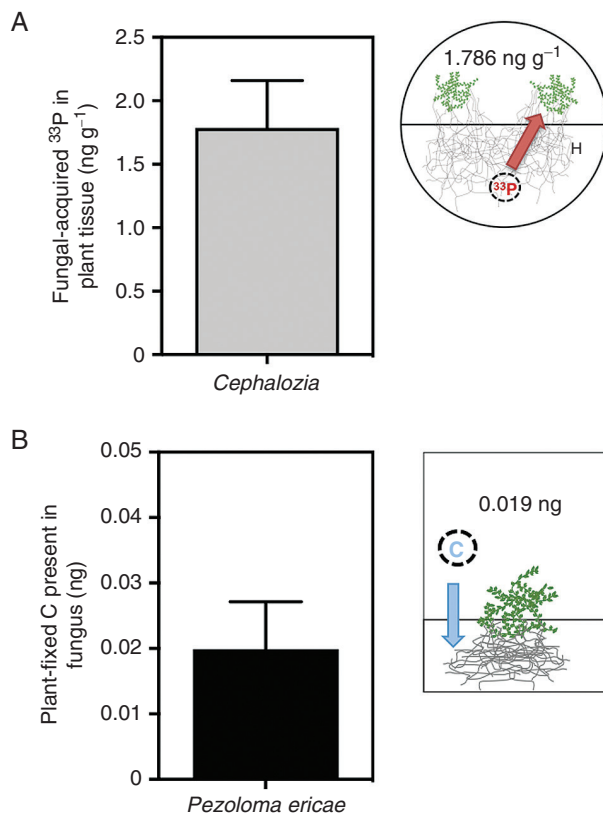 A
Fungal-acquired ³³P in
plant tissue (ng g⁻¹)
2.5
2.0
1.5
1.0
0.5
0
Cephalozia
1.786 ng g⁻¹
H
³³P
B
Plant-fixed C present in
fungus (ng)
0.05
0.04
0.03
0.02
0.01
0
Pezoloma ericae
0.019 ng
C